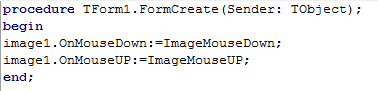 procedure TForm1.FormCreate(Sender: TObject);
begin
image1.OnMouseDown:=ImageMouseDown;
image1.OnMouseUP:=ImageMouseUP;
end;